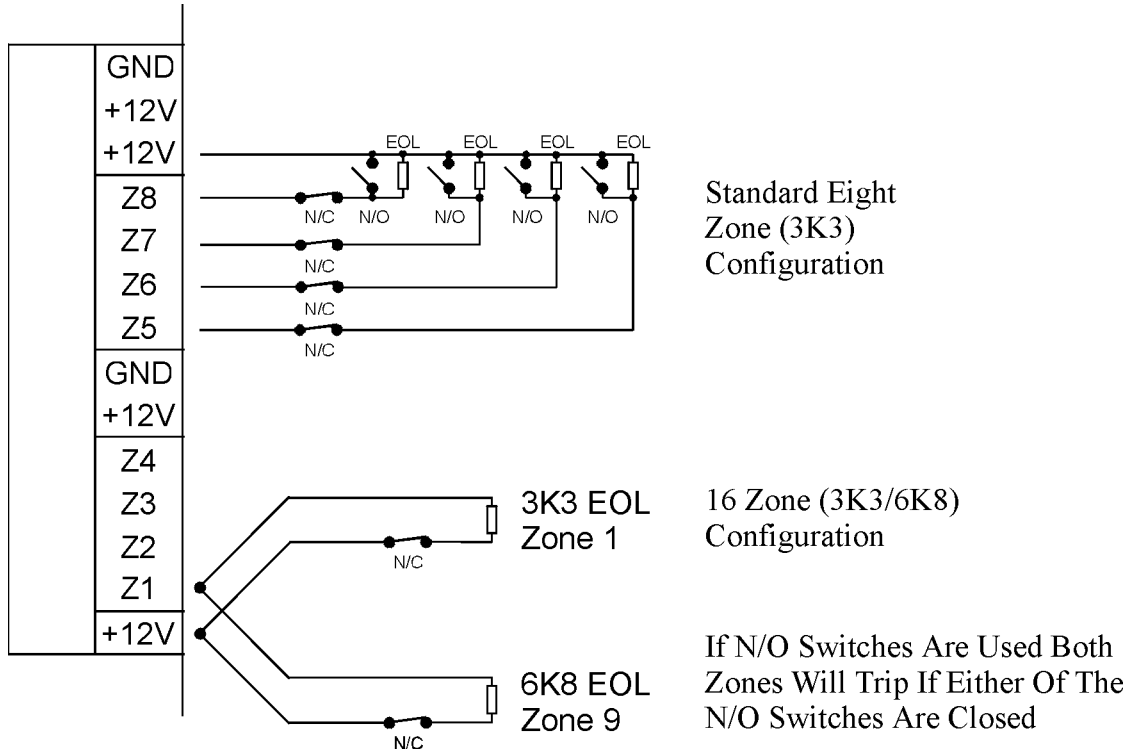 GND
+12V
+12V
Z8
Z7
Z6
Z5
GND
+12V
Z4
Z3
Z2
Z1
+12V
EOL EOL EOL EOL
N/C N/O N/O N/O N/O
N/C
N/C
N/C
Standard Eight
Zone (3K3)
Configuration
3K3 EOL
Zone 1
N/C
16 Zone (3K3/6K8)
Configuration
6K8 EOL
Zone 9
N/C
If N/O Switches Are Used Both
Zones Will Trip If Either Of The
N/O Switches Are Closed